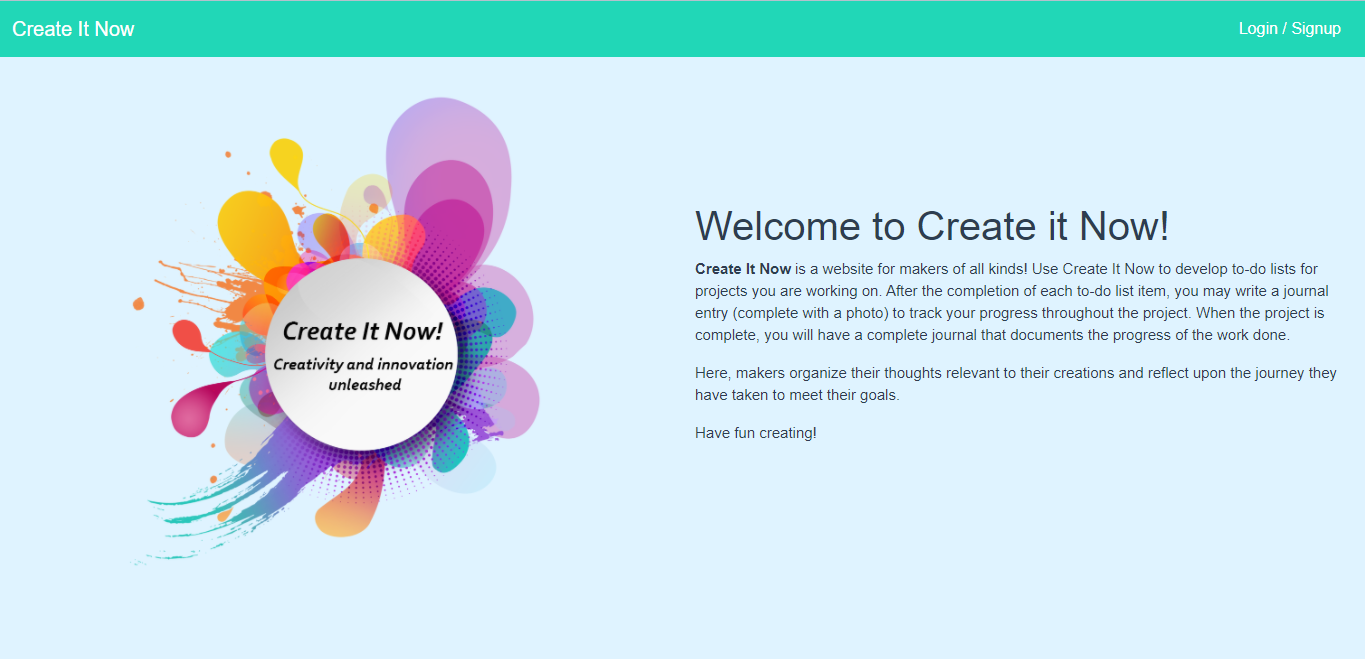 Create It Now
Login / Signup
Create It Now!
Creativity and innovation
unleashed
Welcome to Create it Now!
Create It Now is a website for makers of all kinds! Use Create It Now to develop to-do lists for
projects you are working on. After the completion of each to-do list item, you may write a journal
entry (complete with a photo) to track your progress throughout the project. When the project is
complete, you will have a complete journal that documents the progress of the work done.
Here, makers organize their thoughts relevant to their creations and reflect upon the journey they
have taken to meet their goals.
Have fun creating!